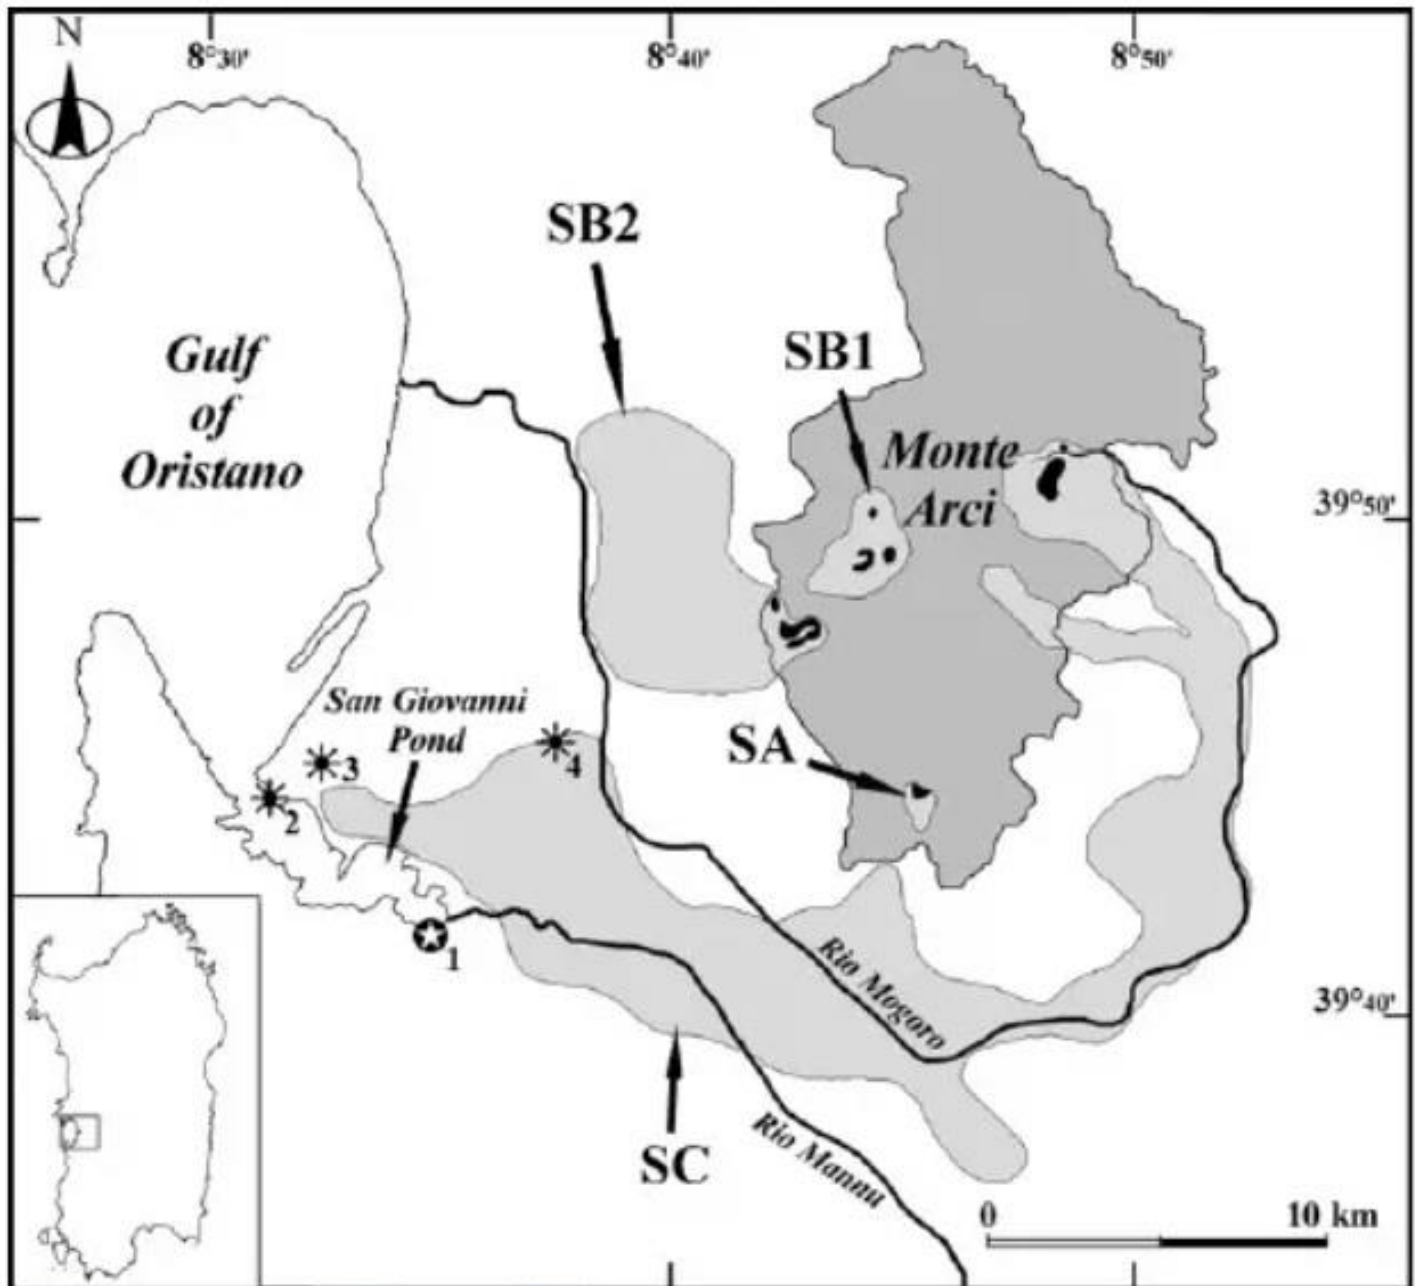 N
8°30'
8°40'
8°50'
SB2
SB1
Gulf
of
Oristano
Monte
Arci
39°50'
San Giovanni
Pond
SA
3
4
2
1
Rio Mogoro
39°40'
SC
Rio Mannu
0
10 km